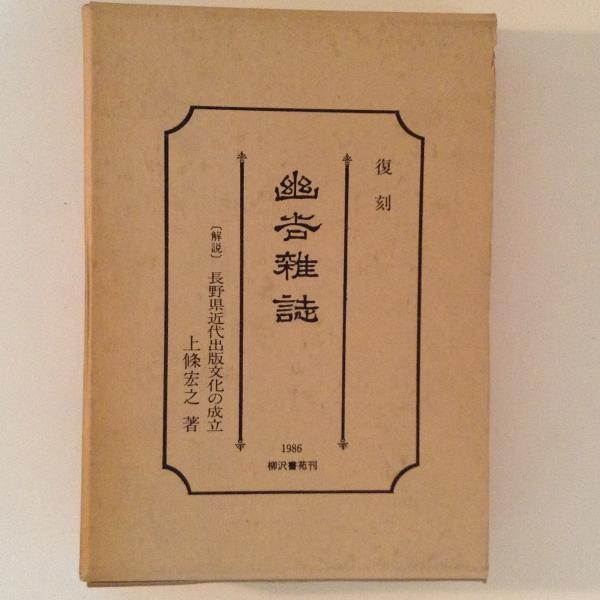 復刻
幽谷雜誌
〔解説〕 長野県近代出版文化の成立
上條宏之 著
1986
柳沢書苑刊